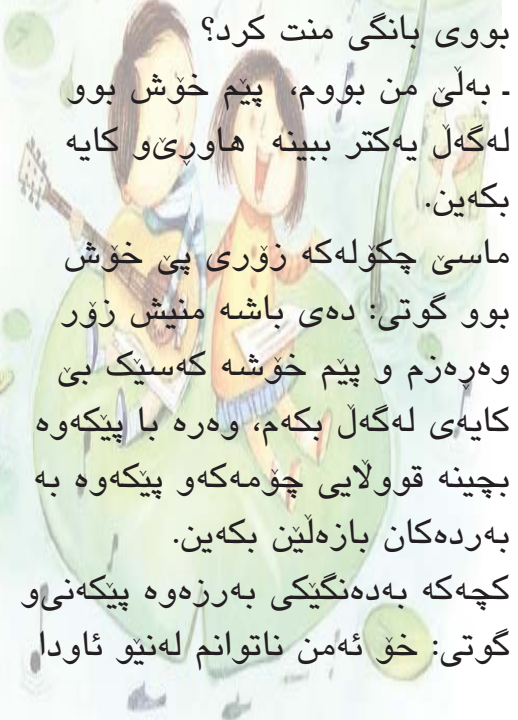 بووی بانگی منت کرد؟
ـ بەڵێ من بووم، پێم خۆش بوو
لەگەڵ یەکتر ببینە هاورێ‌و کایە
بکەین.
ماسێ چکۆلەکە زۆری پێ خۆش
بوو گوتی: دەی باشە منیش زۆر
وەرەزم و پێم خۆشە کەسێک بێ
کایەی لەگەڵ بکەم، وەرە با پێکەوە
بچینە قووڵایی چۆمەکەو پێکەوە بە
بەردەکان بازەڵێن بکەین.
کچەکە بەدەنگێکی بەرزەوە پێکەنی‌و
گوتی: خۆ ئەمن ناتوانم لەنێو ئاودا